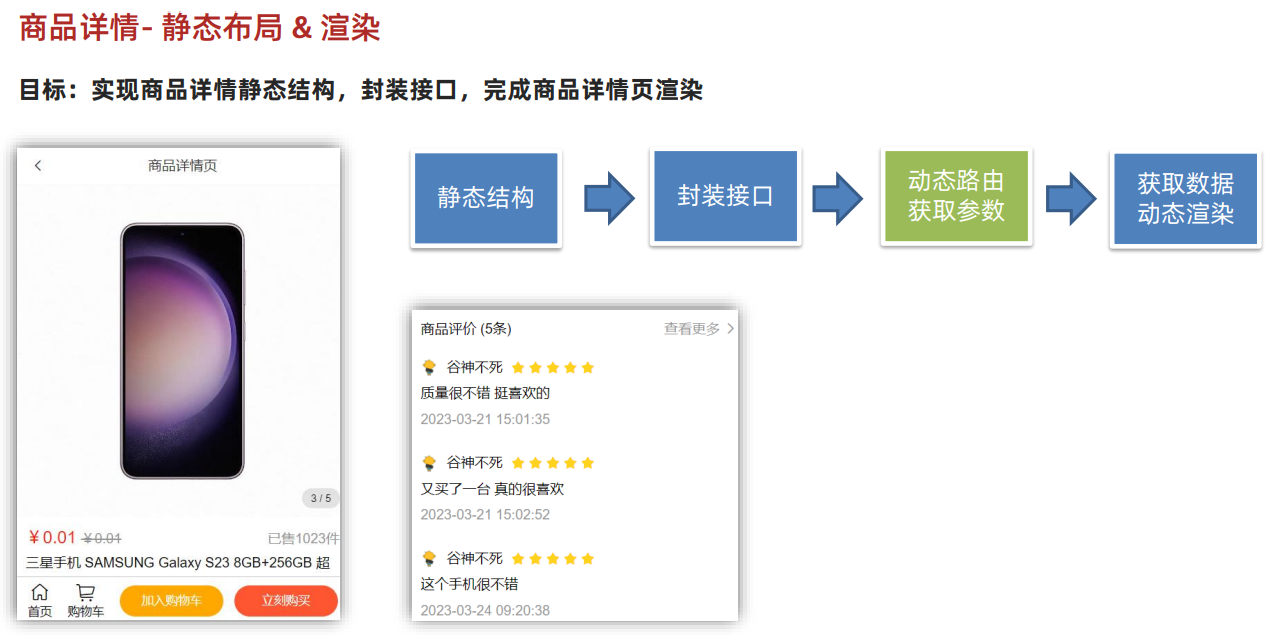 商品详情- 静态布局 & 渲染
目标：实现商品详情静态结构，封装接口，完成商品详情页渲染
商品详情页
3 / 5
¥0.01 ¥0.01
已售1023件
三星手机 SAMSUNG Galaxy S23 8GB+256GB 超
首页
购物车
加入购物车
立刻购买
静态结构
封装接口
动态路由
获取参数
获取数据
动态渲染
商品评价 (5条)
查看更多
谷神不死
质量很不错 挺喜欢的
2023-03-21 15:01:35
谷神不死
又买了一台 真的很喜欢
2023-03-21 15:02:52
谷神不死
这个手机很不错
2023-03-24 09:20:38